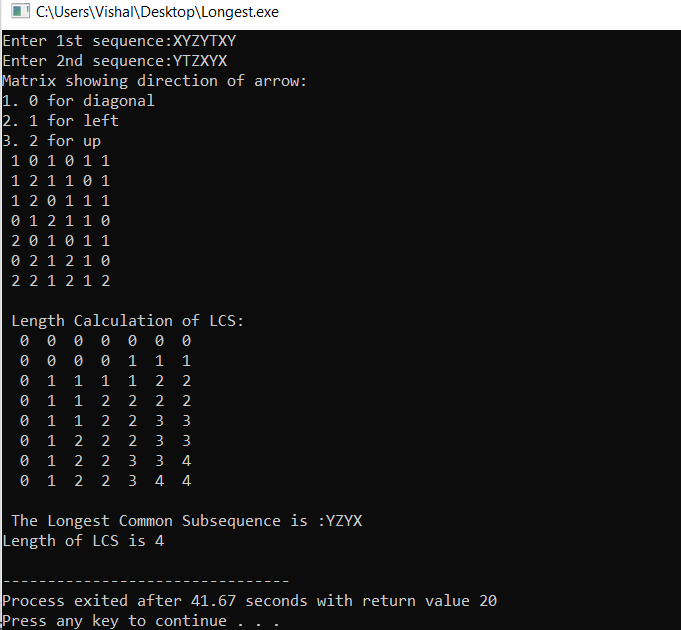 C:\Users\Vishal\Desktop\Longest.exe
Enter 1st sequence:XYZYTXY
Enter 2nd sequence:YTZXYX
Matrix showing direction of arrow:
1. 0 for diagonal
2. 1 for left
3. 2 for up
1 0 1 0 1 1
1 2 1 1 0 1
1 2 0 1 1 1
0 1 2 1 1 0
2 0 1 0 1 1
0 2 1 2 1 0
2 2 1 2 1 2
Length Calculation of LCS:
0 0 0 0 0 0 0
0 0 0 0 1 1 1
0 1 1 1 1 2 2
0 1 1 2 2 2 2
0 1 1 2 2 3 3
0 1 2 2 2 3 3
0 1 2 2 3 3 4
0 1 2 2 3 4 4
The Longest Common Subsequence is :YZYX
Length of LCS is 4
--------------------------------
Process exited after 41.67 seconds with return value 20
Press any key to continue . . .